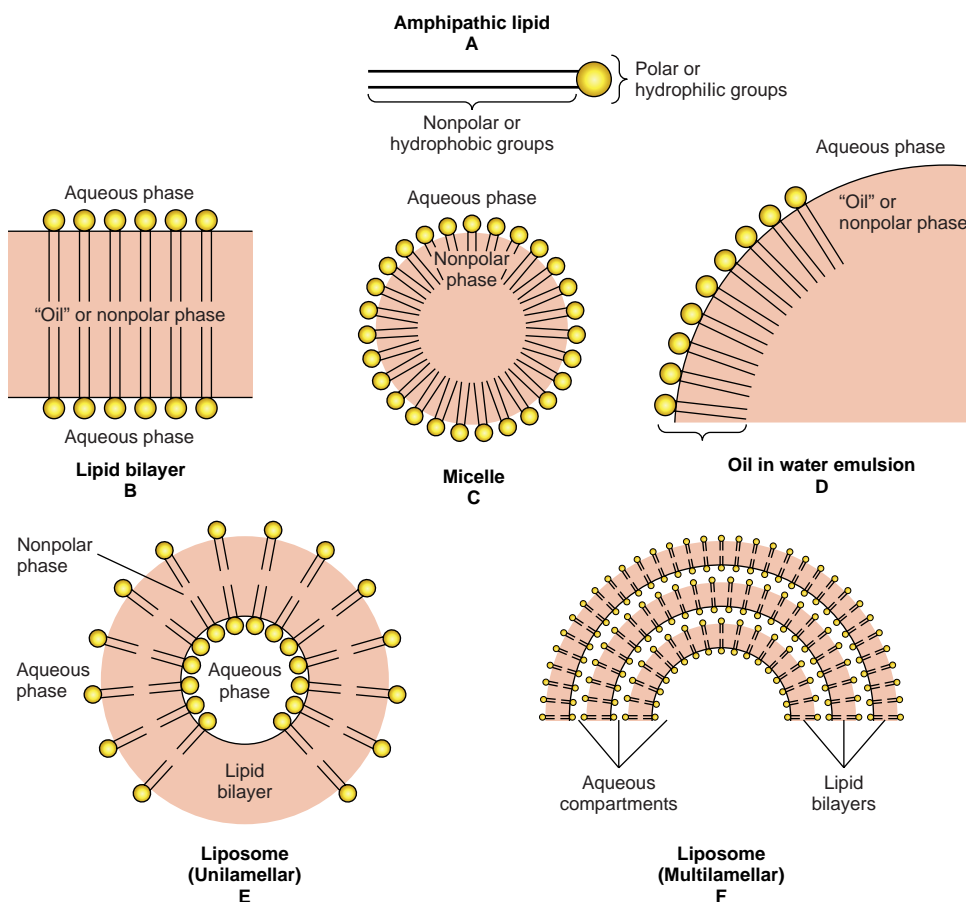 Amphipathic lipid
A
Polar or
hydrophilic groups
Nonpolar or
hydrophobic groups
Aqueous phase
"Oil" or nonpolar phase
Aqueous phase
Lipid bilayer
B
Aqueous phase
Nonpolar
phase
Micelle
C
Aqueous phase
"Oil" or
nonpolar phase
Oil in water emulsion
D
Nonpolar
phase
Aqueous
phase
Aqueous
phase
Lipid
bilayer
Liposome
(Unilamellar)
E
Aqueous
compartments
Lipid
bilayers
Liposome
(Multilamellar)
F